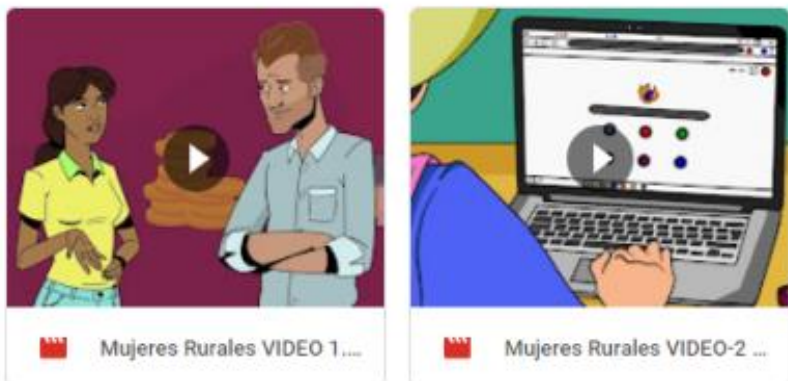 Mujeres Rurales VIDEO 1....
Mujeres Rurales VIDEO-2 ...